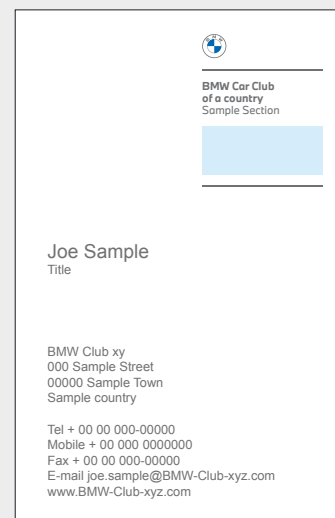 BMW
BMW Car Club
of a country
Sample Section
Joe Sample
Title
BMW Club xy
000 Sample Street
00000 Sample Town
Sample country
Tel + 00 00 000-00000
Mobile + 00 000 0000000
Fax + 00 00 000-00000
E-mail joe.sample@BMW-Club-xyz.com
www.BMW-Club-xyz.com